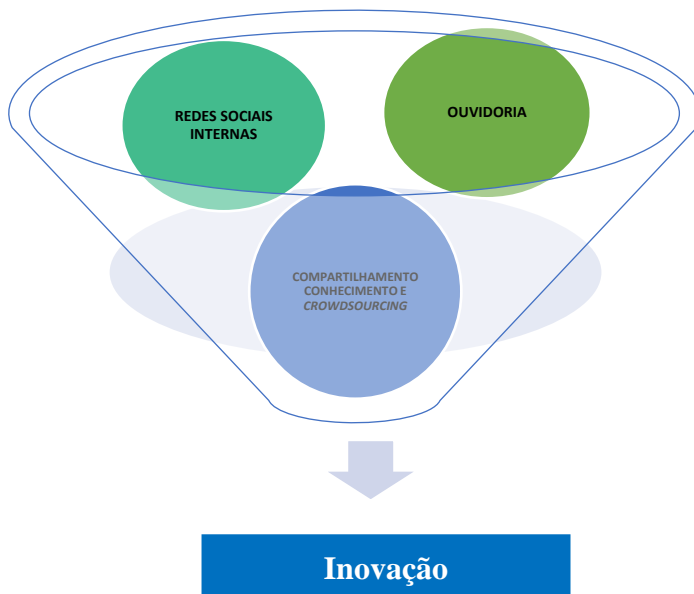 REDES SOCIAIS
INTERNAS
OUVIDORIA
COMPARTILHAMENTO
CONHECIMENTO E
CROWDSOURCING
Inovação